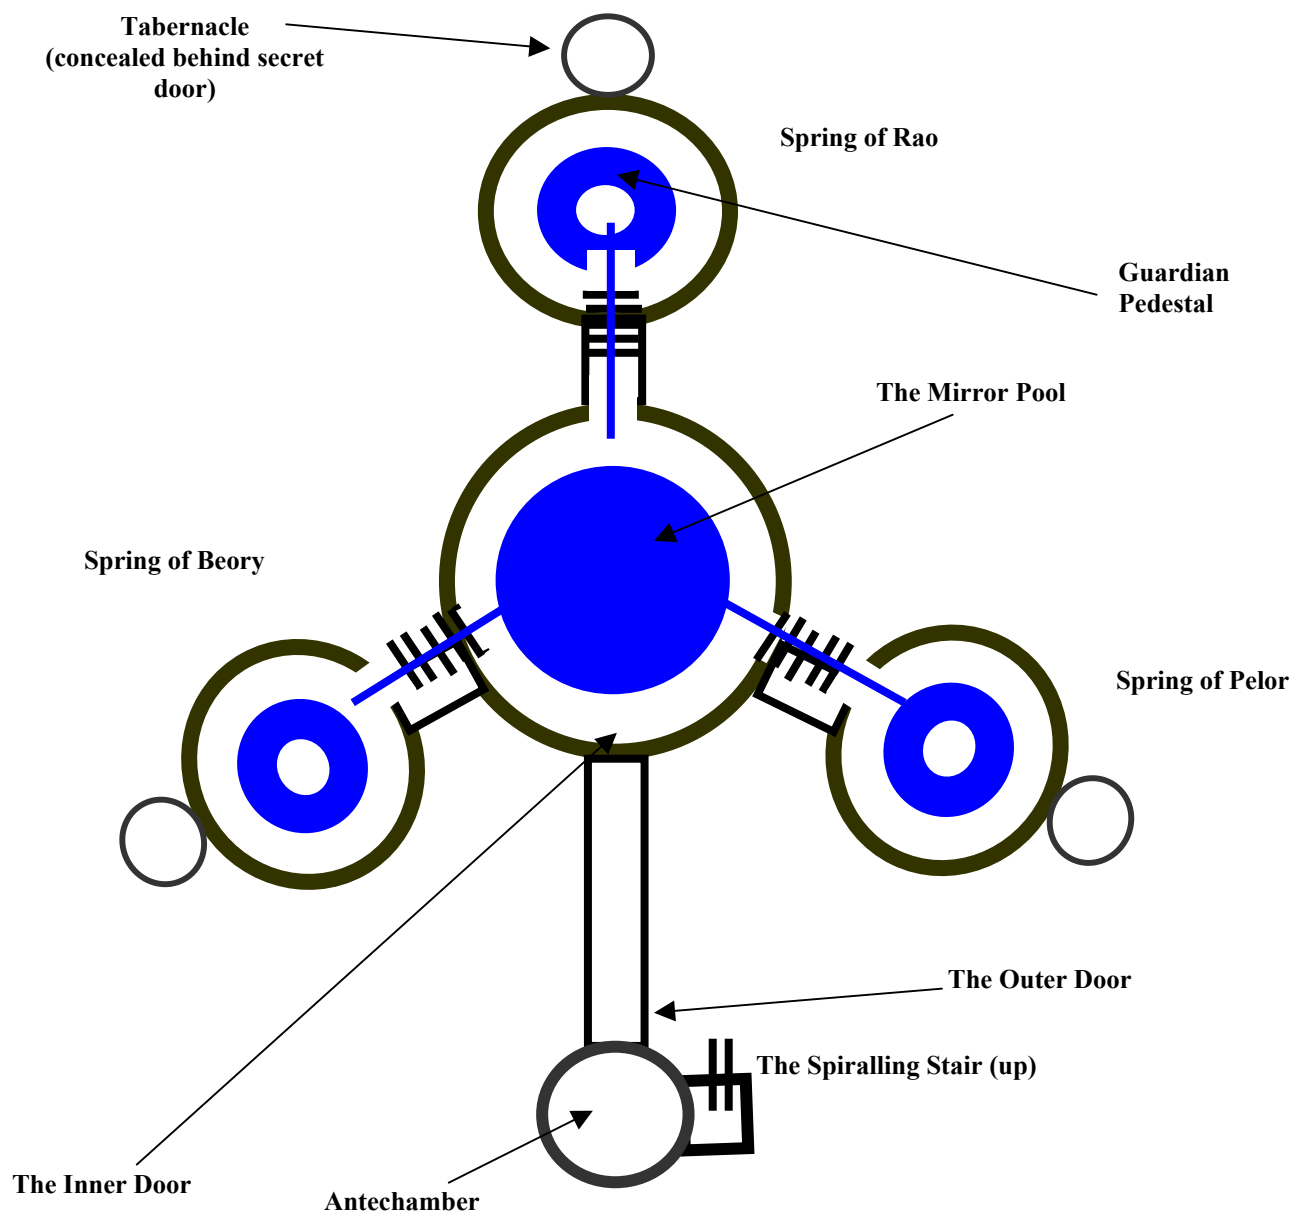 Tabernacle
(concealed behind secret
door)
Spring of Rao
Guardian
Pedestal
The Mirror Pool
Spring of Beory
Spring of Pelor
The Outer Door
The Spiralling Stair (up)
The Inner Door
Antechamber